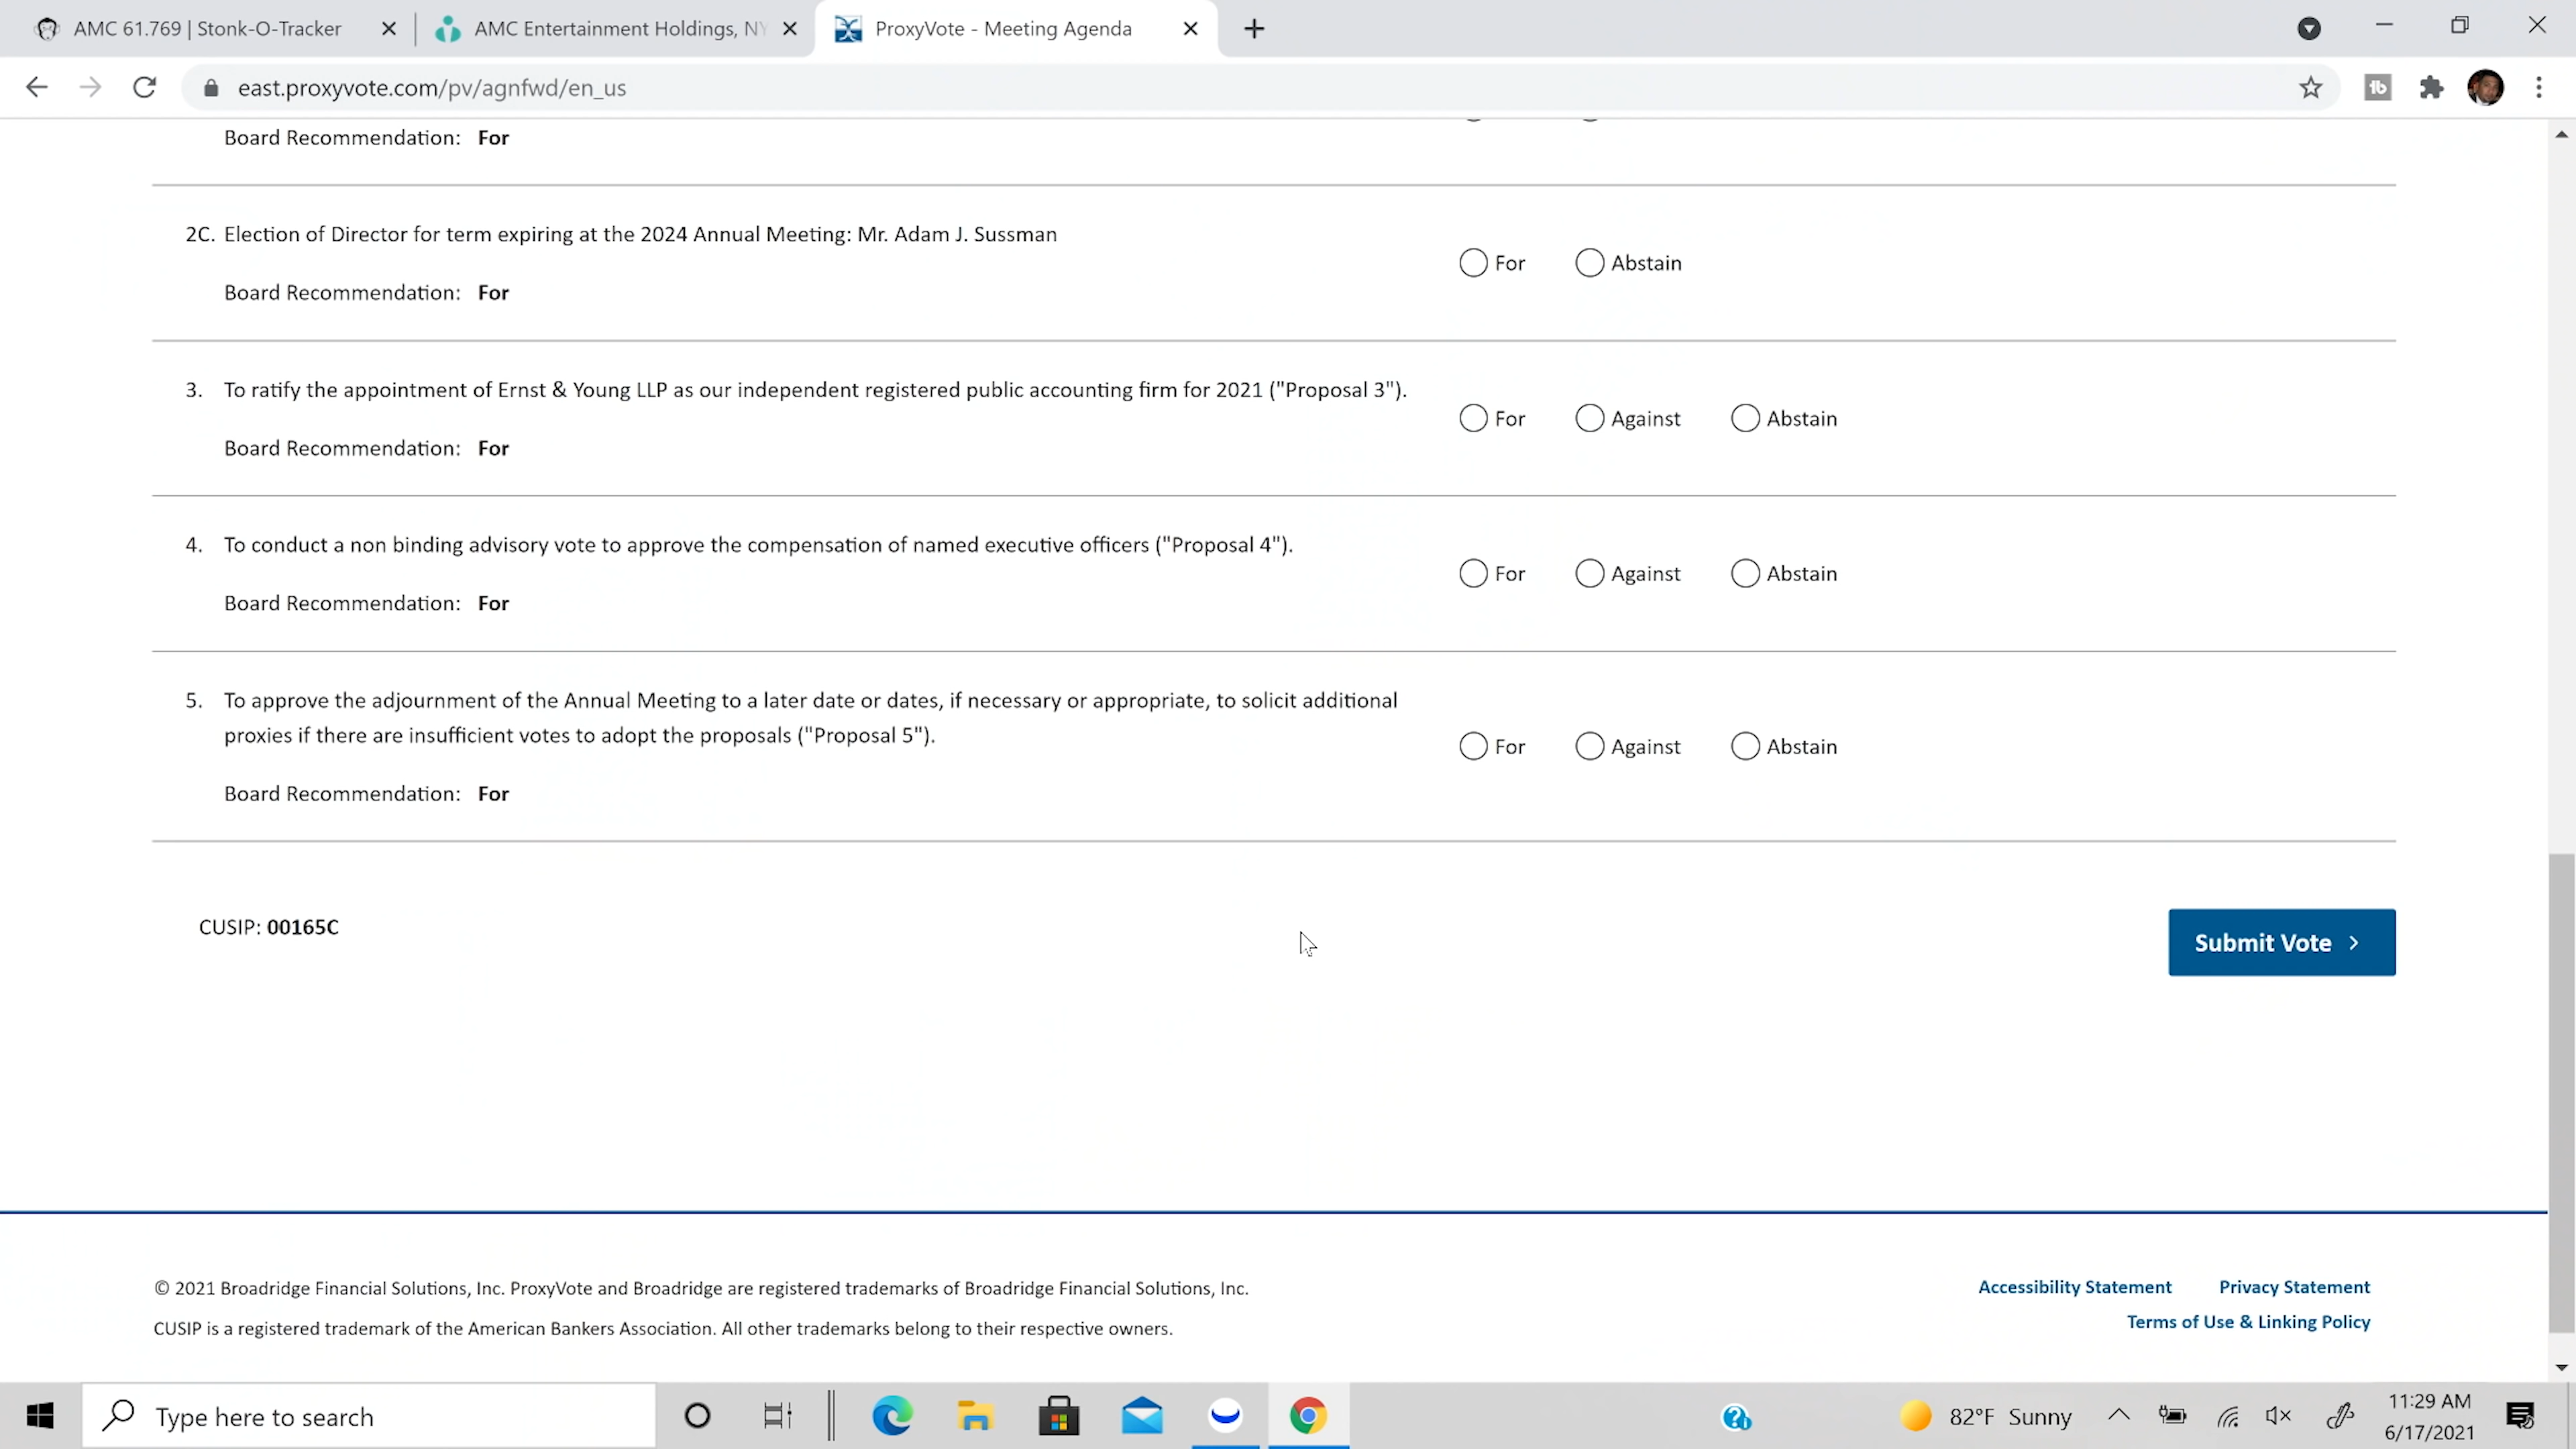 AMC 61.769 | Stonk-O-Tracker
AMC Entertainment Holdings, NY
ProxyVote - Meeting Agenda
east.proxyvote.com/pv/agnfwd/en_us
Board Recommendation: For
2C. Election of Director for term expiring at the 2024 Annual Meeting: Mr. Adam J. Sussman
For Abstain
Board Recommendation: For
3. To ratify the appointment of Ernst & Young LLP as our independent registered public accounting firm for 2021 ("Proposal 3").
For Against Abstain
Board Recommendation: For
4. To conduct a non binding advisory vote to approve the compensation of named executive officers ("Proposal 4").
For Against Abstain
Board Recommendation: For
5. To approve the adjournment of the Annual Meeting to a later date or dates, if necessary or appropriate, to solicit additional
proxies if there are insufficient votes to adopt the proposals ("Proposal 5").
For Against Abstain
Board Recommendation: For
CUSIP: 00165C
Submit Vote
© 2021 Broadridge Financial Solutions, Inc. ProxyVote and Broadridge are registered trademarks of Broadridge Financial Solutions, Inc.
CUSIP is a registered trademark of the American Bankers Association. All other trademarks belong to their respective owners.
Accessibility Statement Privacy Statement
Terms of Use & Linking Policy
Type here to search
82°F Sunny
11:29 AM
6/17/2021